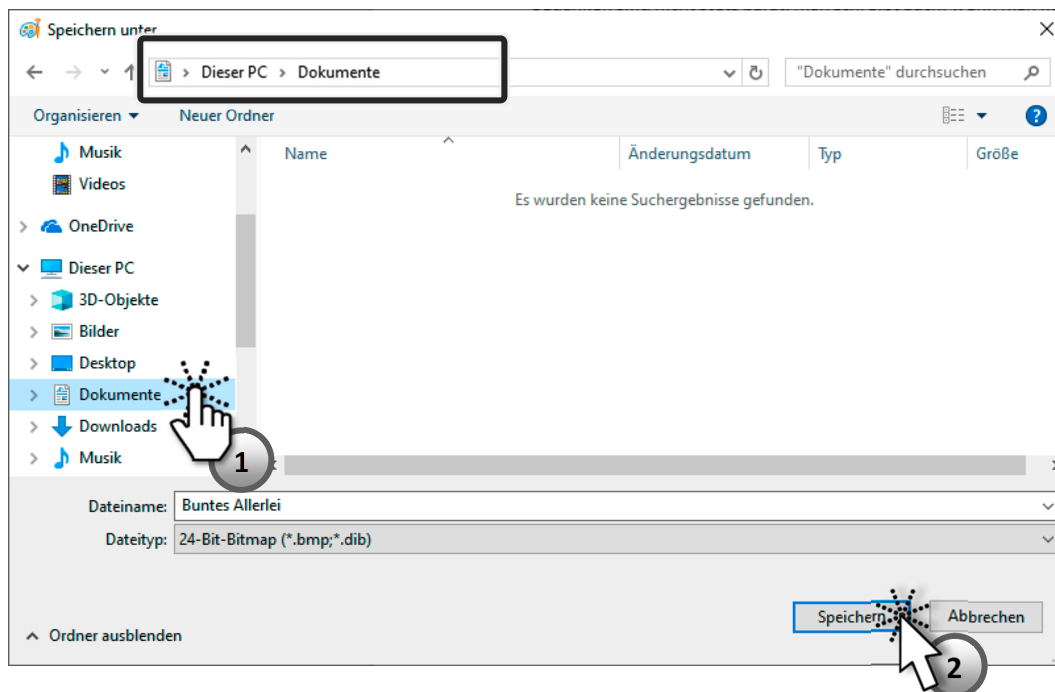 Speichern unter
Dieser PC > Dokumente
"Dokumente" durchsuchen
Organisieren
Neuer Ordner
?
Musik
Name
Änderungsdatum
Typ
Größe
Videos
Es wurden keine Suchergebnisse gefunden.
OneDrive
Dieser PC
3D-Objekte
Bilder
Desktop
Dokumente
Downloads
Musik
1
Dateiname: Buntes Allerlei
Dateityp: 24-Bit-Bitmap (*.bmp;*.dib)
Speichern
Abbrechen
Ordner ausblenden
2